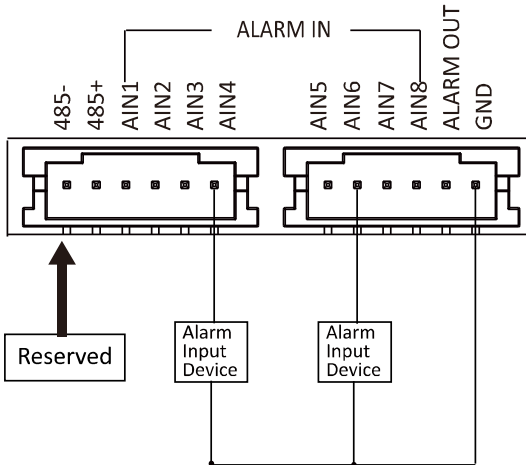 ALARM IN
485-
485+
AIN1
AIN2
AIN3
AIN4
AIN5
AIN6
AIN7
AIN8
ALARM OUT
GND
Reserved
Alarm
Input
Device
Alarm
Input
Device